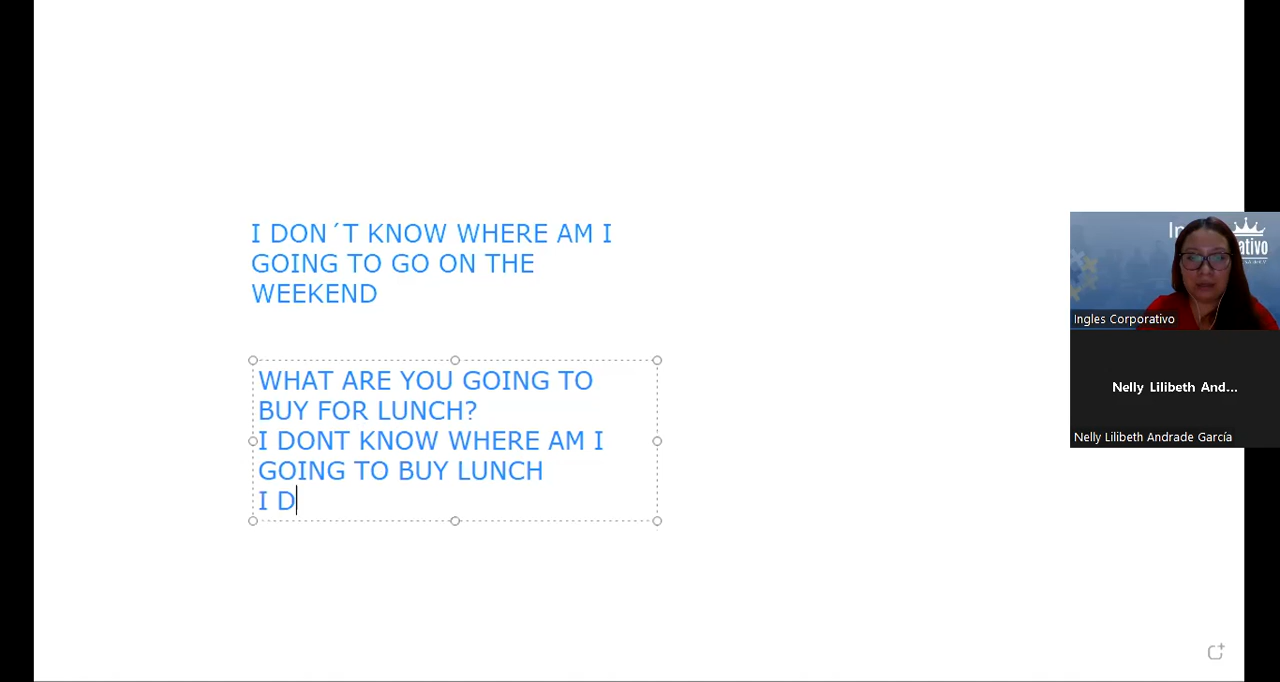 I DON´T KNOW WHERE AM I
GOING TO GO ON THE
WEEKEND
WHAT ARE YOU GOING TO
BUY FOR LUNCH?
I DONT KNOW WHERE AM I
GOING TO BUY LUNCH
I D
Ingles Corporativo
Nelly Lilibeth And...
Nelly Lilibeth Andrade García